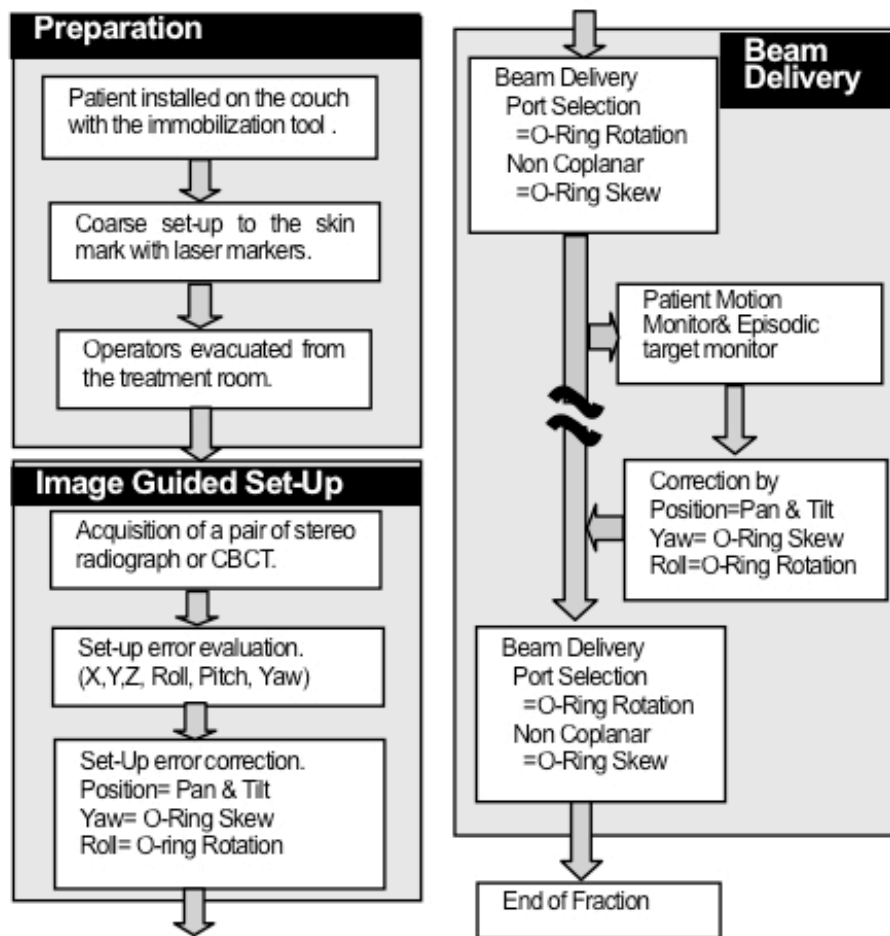 Preparation
Patient installed on the couch
with the immobilization tool .
Coarse set-up to the skin
mark with laser markers.
Operators evacuated from
the treatment room.
Image Guided Set-Up
Acquisition of a pair of stereo
radiograph or CBCT.
Set-up error evaluation.
(X,Y,Z, Roll, Pitch, Yaw)
Set-Up error correction.
Position= Pan & Tilt
Yaw= O-Ring Skew
Roll= O-ring Rotation
Beam
Delivery
Beam Delivery
Port Selection
=O-Ring Rotation
Non Coplanar
=O-Ring Skew
Patient Motion
Monitor& Episodic
target monitor
Correction by
Position=Pan & Tilt
Yaw= O-Ring Skew
Roll=O-Ring Rotation
Beam Delivery
Port Selection
=O-Ring Rotation
Non Coplanar
=O-Ring Skew
End of Fraction